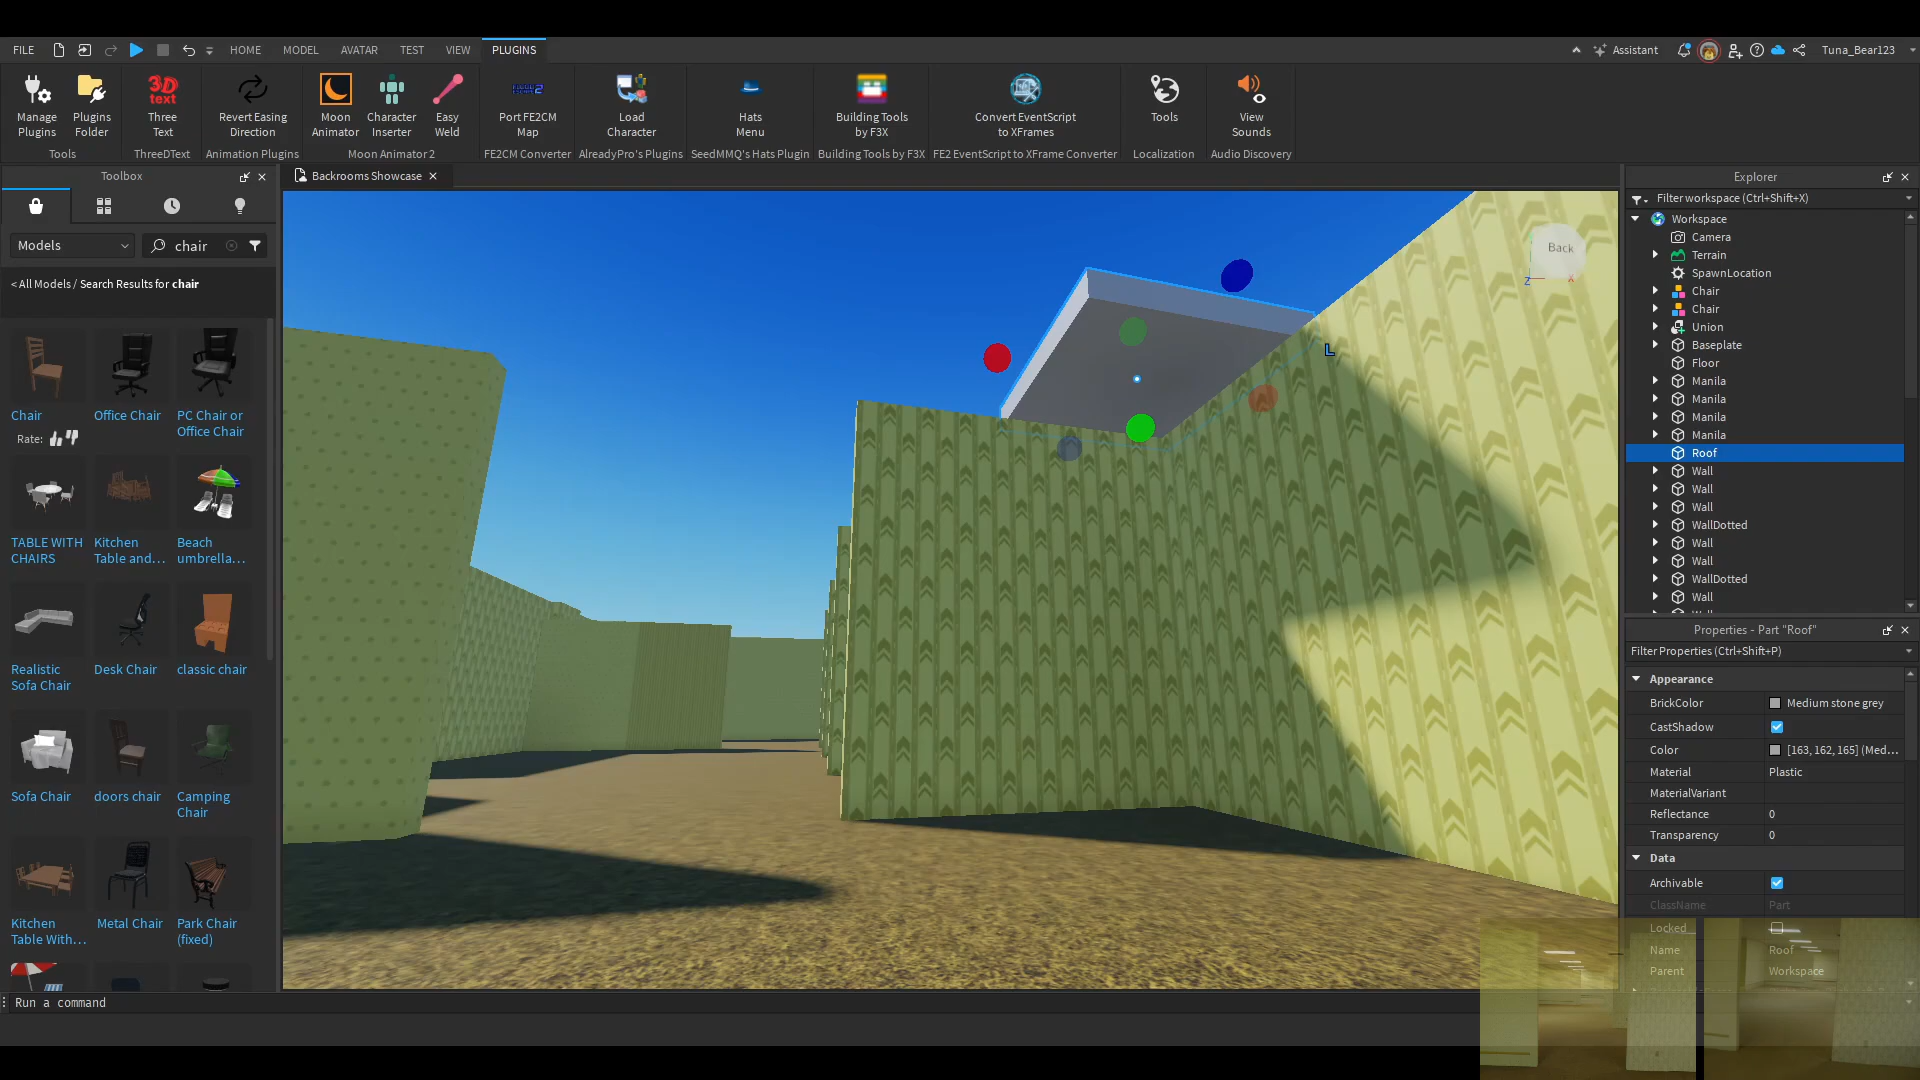 FILE HOME MODEL AVATAR TEST VIEW PLUGINS Assistant Tuna_Bear123
Manage Plugins
Plugins Folder
Three Text
Revert Easing Direction
Moon Animator
Character Inserter
Easy Weld
Port FE2CM Map
Load Character
Hats Menu
Building Tools by F3X
Convert EventScript to XFrames
Tools
View Sounds
Tools ThreeDText Animation Plugins Moon Animator 2 FE2CM Converter AlreadyPro's Plugins SeedMMQ's Hats Plugin Building Tools by F3X FE2 EventScript to XFrame Converter Localization Audio Discovery
Toolbox
Models chair
< All Models / Search Results for chair
Chair
Rate:
Office Chair
PC Chair or
Office Chair
TABLE WITH
CHAIRS
Kitchen
Table and...
Beach
umbrella...
Realistic
Sofa Chair
Desk Chair
classic chair
Sofa Chair
doors chair
Camping
Chair
Kitchen
Table With...
Metal Chair
Park Chair
(fixed)
Backrooms Showcase
Back
Z
X
Run a command
Explorer
Filter workspace (Ctrl+Shift+X)
Workspace
Camera
Terrain
SpawnLocation
Chair
Chair
Union
Baseplate
Floor
Manila
Manila
Manila
Manila
Roof
Wall
Wall
Wall
WallDotted
Wall
Wall
WallDotted
Wall
Properties - Part "Roof"
Filter Properties (Ctrl+Shift+P)
Appearance
BrickColor Medium stone grey
CastShadow
Color [163, 162, 165] (Med...
Material Plastic
MaterialVariant
Reflectance 0
Transparency 0
Data
Archivable
ClassName Part
Locked
Name Roof
Parent Workspace